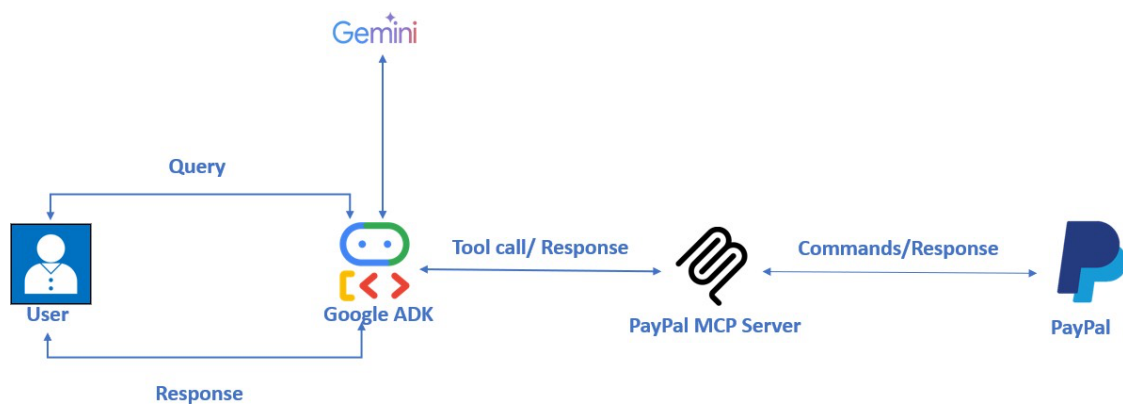 Gemini
Query
Tool call/ Response
Commands/Response
User
Google ADK
PayPal MCP Server
PayPal
Response